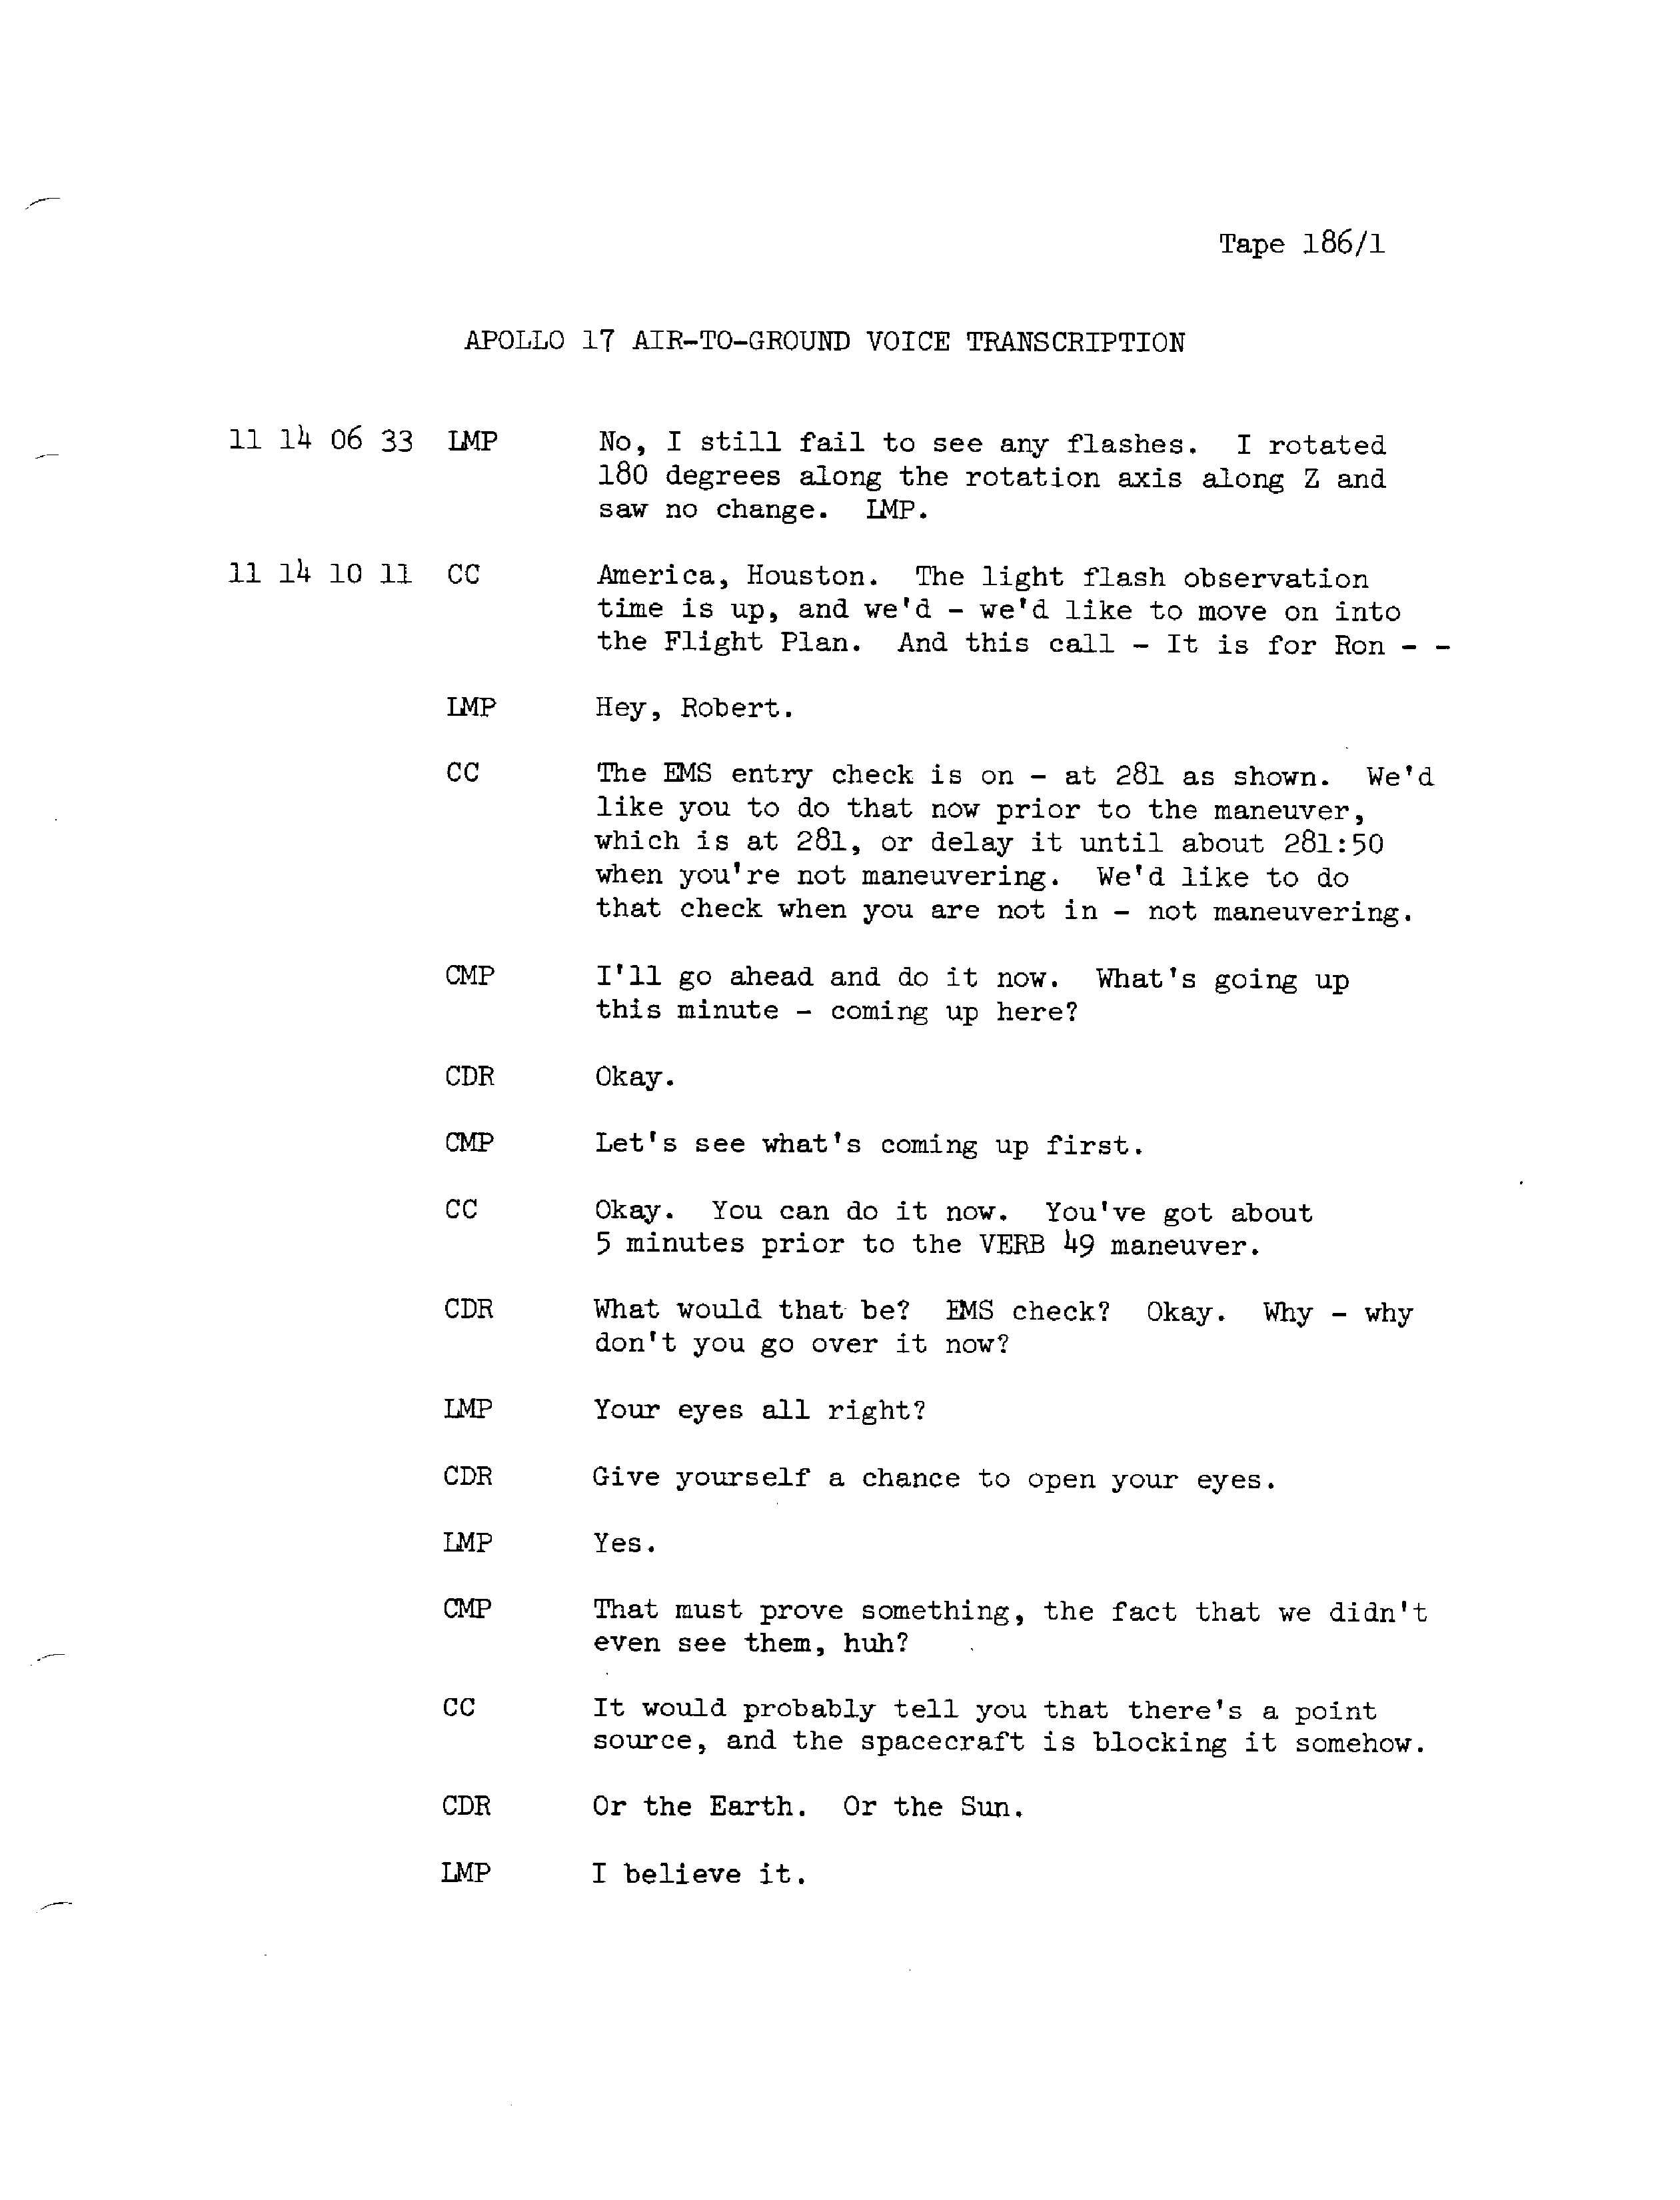 Tape 186/1
APOLLO 17 AIR-TO-GROUND VOICE TRANSCRIPTION
11 14 06 33 LMP No, I still fail to see any flashes. I rotated
180 degrees along the rotation axis along Z and
saw no change. LMP.
11 14 10 11 CC America, Houston. The light flash observation
time is up, and we'd - we'd like to move on into
the Flight Plan. And this call - It is for Ron - -
LMP Hey, Robert.
CC The EMS entry check is on - at 281 as shown. We'd
like you to do that now prior to the maneuver,
which is at 281, or delay it until about 281:50
when you're not maneuvering. We'd like to do
that check when you are not in - not maneuvering.
CMP I'll go ahead and do it now. What's going up
this minute - coming up here?
CDR Okay.
CMP Let's see what's coming up first.
CC Okay. You can do it now. You've got about
5 minutes prior to the VERB 49 maneuver.
CDR What would that be? EMS check? Okay. Why - why
don't you go over it now?
LMP Your eyes all right?
CDR Give yourself a chance to open your eyes.
LMP Yes.
CMP That must prove something, the fact that we didn't
even see them, huh?
CC It would probably tell you that there's a point
source, and the spacecraft is blocking it somehow.
CDR Or the Earth. Or the Sun.
LMP I believe it.